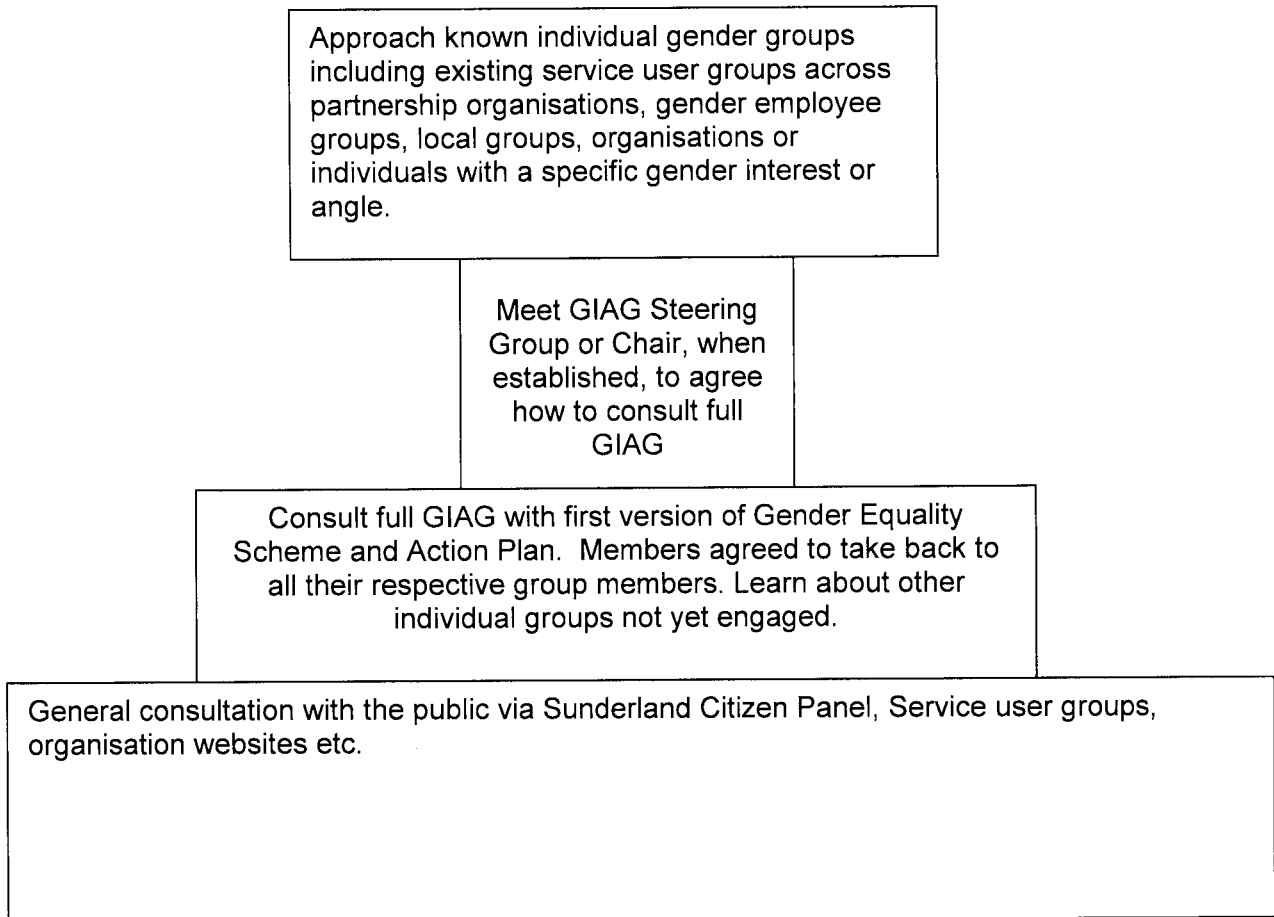 Approach known individual gender groups
including existing service user groups across
partnership organisations, gender employee
groups, local groups, organisations or
individuals with a specific gender interest or
angle.
Meet GIAG Steering
Group or Chair, when
established, to agree
how to consult full
GIAG
Consult full GIAG with first version of Gender Equality
Scheme and Action Plan.  Members agreed to take back to
all their respective group members. Learn about other
individual groups not yet engaged.
General consultation with the public via Sunderland Citizen Panel, Service user groups,
organisation websites etc.